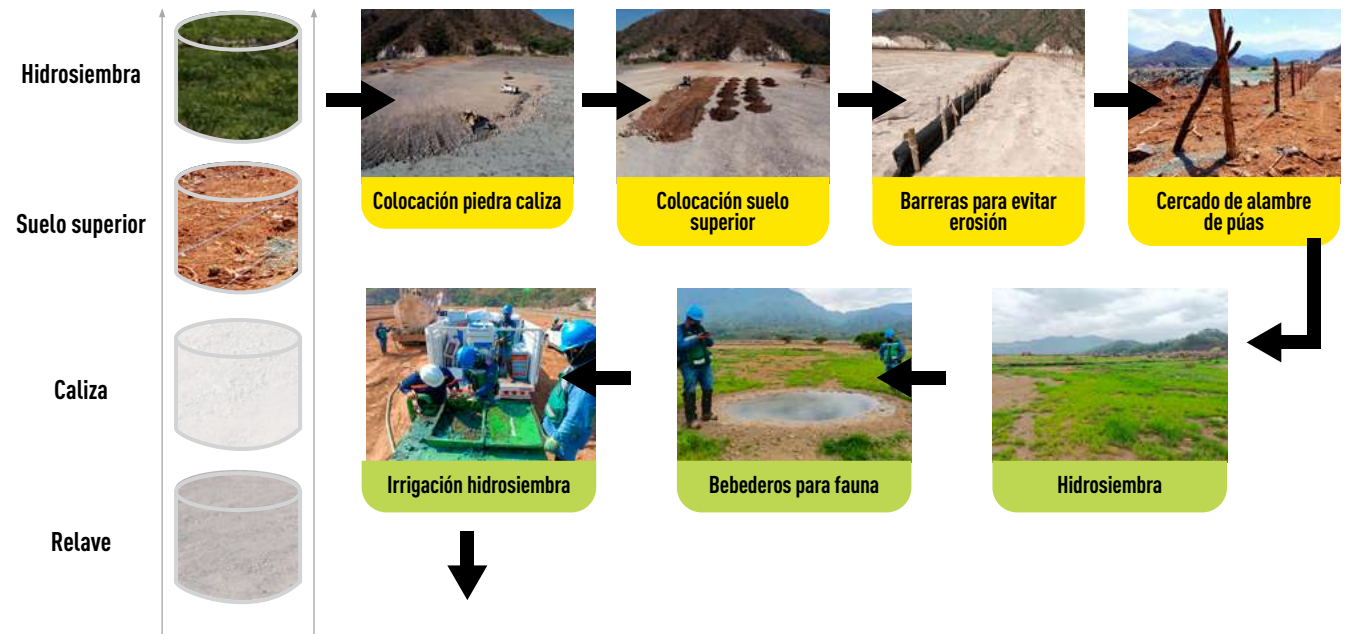 Hidrosiembra
Suelo superior
Caliza
Relave
Colocación piedra caliza
Colocación suelo
superior
Barreras para evitar
erosión
Cercado de alambre
de púas
Irrigación hidrosiembra
Bebederos para fauna
Hidrosiembra